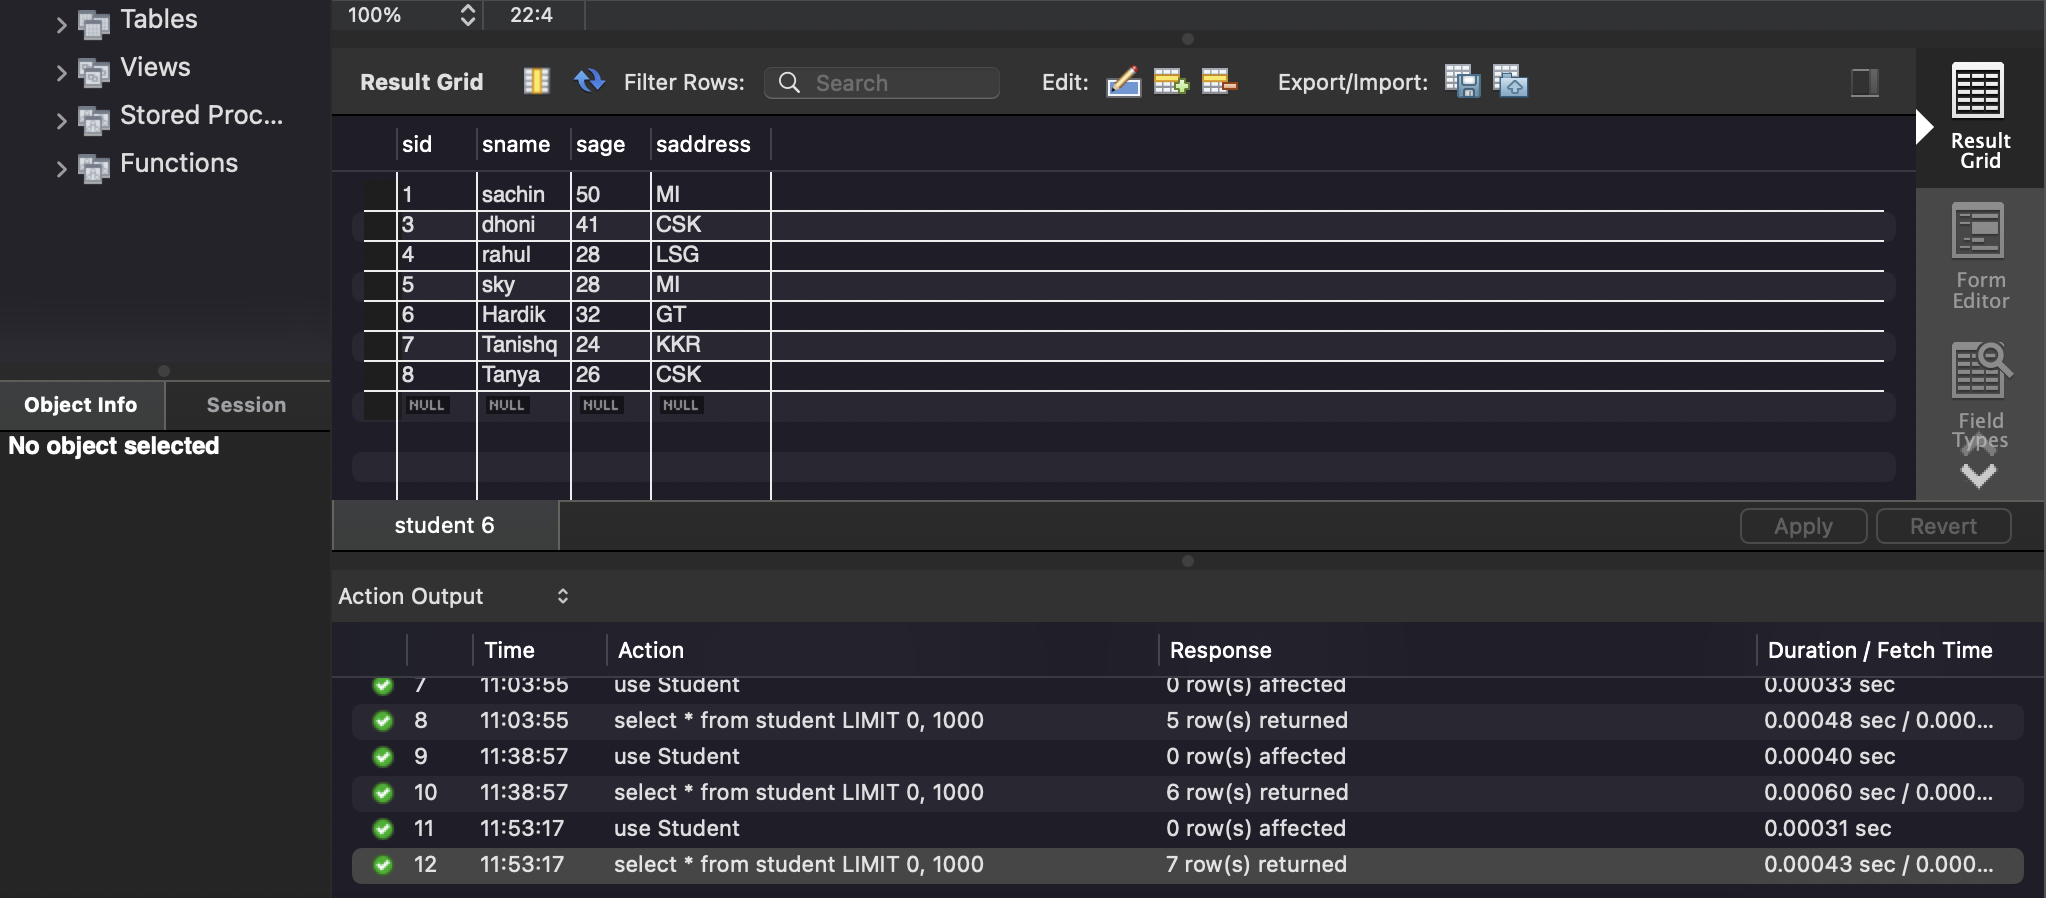 Tables
Views
Stored Proc...
Functions
Object Info Session
No object selected
100% 22:4
Result Grid Filter Rows: Search Edit: Export/Import:
sid sname sage saddress
1 sachin 50 MI
3 dhoni 41 CSK
4 rahul 28 LSG
5 sky 28 MI
6 Hardik 32 GT
7 Tanishq 24 KKR
8 Tanya 26 CSK
NULL NULL NULL NULL
Result
Grid
Form
Editor
Field
Types
student 6 Apply Revert
Action Output
Time Action Response Duration / Fetch Time
7 11:03:55 use Student 0 row(s) affected 0.00033 sec
8 11:03:55 select * from student LIMIT 0, 1000 5 row(s) returned 0.00048 sec / 0.000...
9 11:38:57 use Student 0 row(s) affected 0.00040 sec
10 11:38:57 select * from student LIMIT 0, 1000 6 row(s) returned 0.00060 sec / 0.000...
11 11:53:17 use Student 0 row(s) affected 0.00031 sec
12 11:53:17 select * from student LIMIT 0, 1000 7 row(s) returned 0.00043 sec / 0.000...